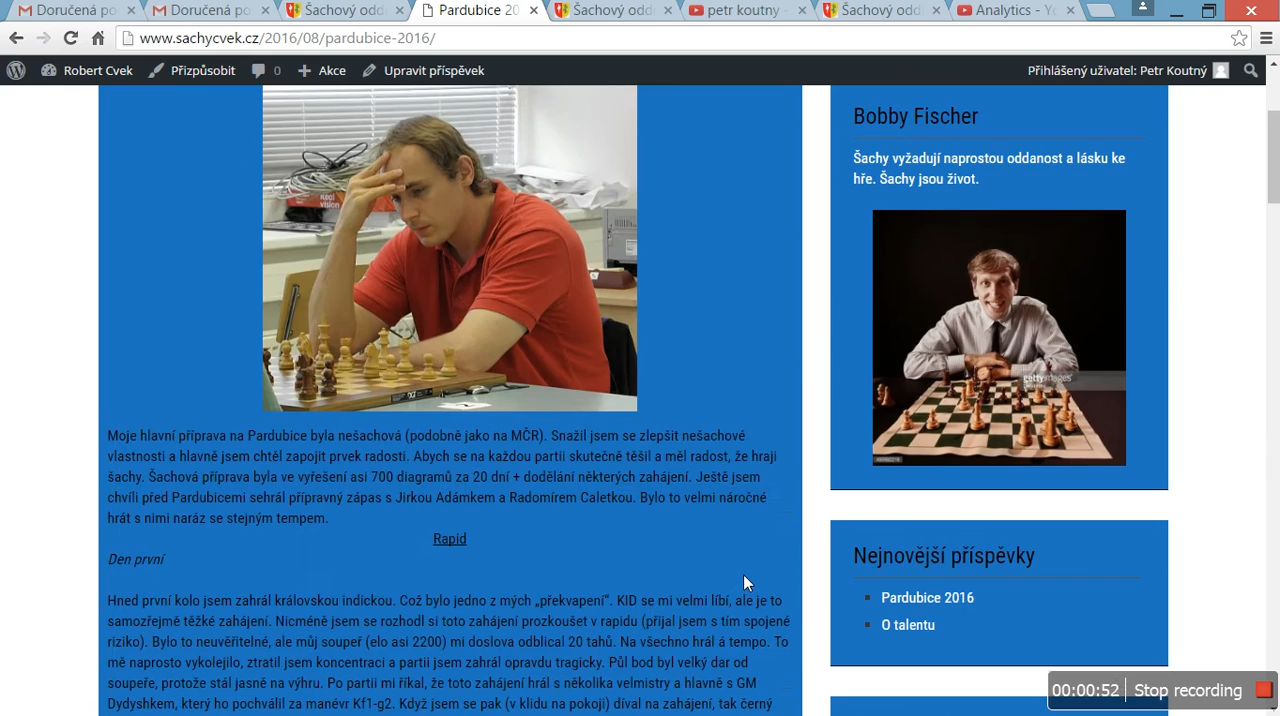 Doručená po
Doručená po
Šachový odd
Pardubice 20
Šachový odd
petr koutny -
Šachový odd
Analytics - Yo
www.sachycvek.cz/2016/08/pardubice-2016/
Robert Cvek
Přizpůsobit
0
Akce
Upravit příspěvek
Přihlášený uživatel: Petr Koutný
Moje hlavní příprava na Pardubice byla nešachová (podobně jako na MČR). Snažil jsem se zlepšit nešachové
vlastnosti a hlavně jsem chtěl zapojit prvek radosti. Abych se na každou partii skutečně těšil a měl radost, že hraji
šachy. Šachová příprava byla ve vyřešení asi 700 diagramů za 20 dní + dodělání některých zahájení. Ještě jsem
chvíli před Pardubicemi sehrál přípravný zápas s Jirkou Adámkem a Radomírem Caletkou. Bylo to velmi náročné
hrát s nimi naráz se stejným tempem.
Rapid
Den první
Hned první kolo jsem zahrál královskou indickou. Což bylo jedno z mých „překvapení“. KID se mi velmi líbí, ale je to
samozřejmě těžké zahájení. Nicméně jsem se rozhodl si toto zahájení prozkoušet v rapidu (přijal jsem s tím spojené
riziko). Bylo to neuvěřitelné, ale můj soupeř (elo asi 2200) mi doslova odblical 20 tahů. Na všechno hrál á tempo. To
mě naprosto vykolejilo, ztratil jsem koncentraci a partii jsem zahrál opravdu tragicky. Půl bod byl velký dar od
soupeře, protože stál jasně na výhru. Po partii mi říkal, že toto zahájení hrál s několika velmistry a hlavně s GM
Dydyshkem, který ho pochválil za manévr Kf1-g2. Když jsem se pak (v klidu na pokoji) díval na zahájení, tak černý
Bobby Fischer
Šachy vyžadují naprostou oddanost a lásku ke
hře. Šachy jsou život.
gettyimages
Nejnovější příspěvky
Pardubice 2016
O talentu
00:00:52
Stop recording